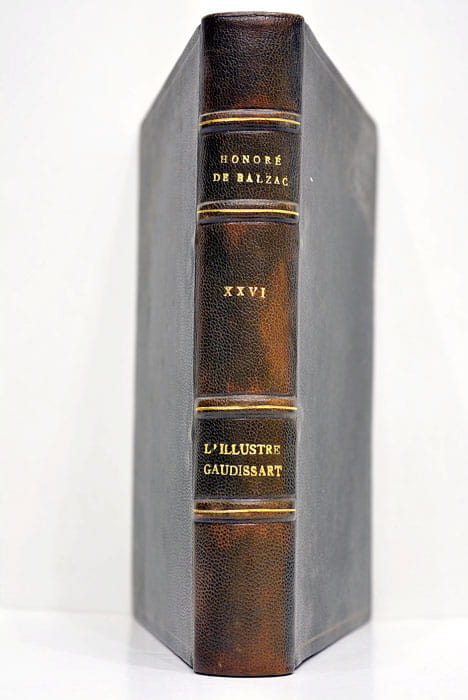 HONORÉ
DE BALZAC
XXVI
L'ILLUSTRE
GAUDISSART